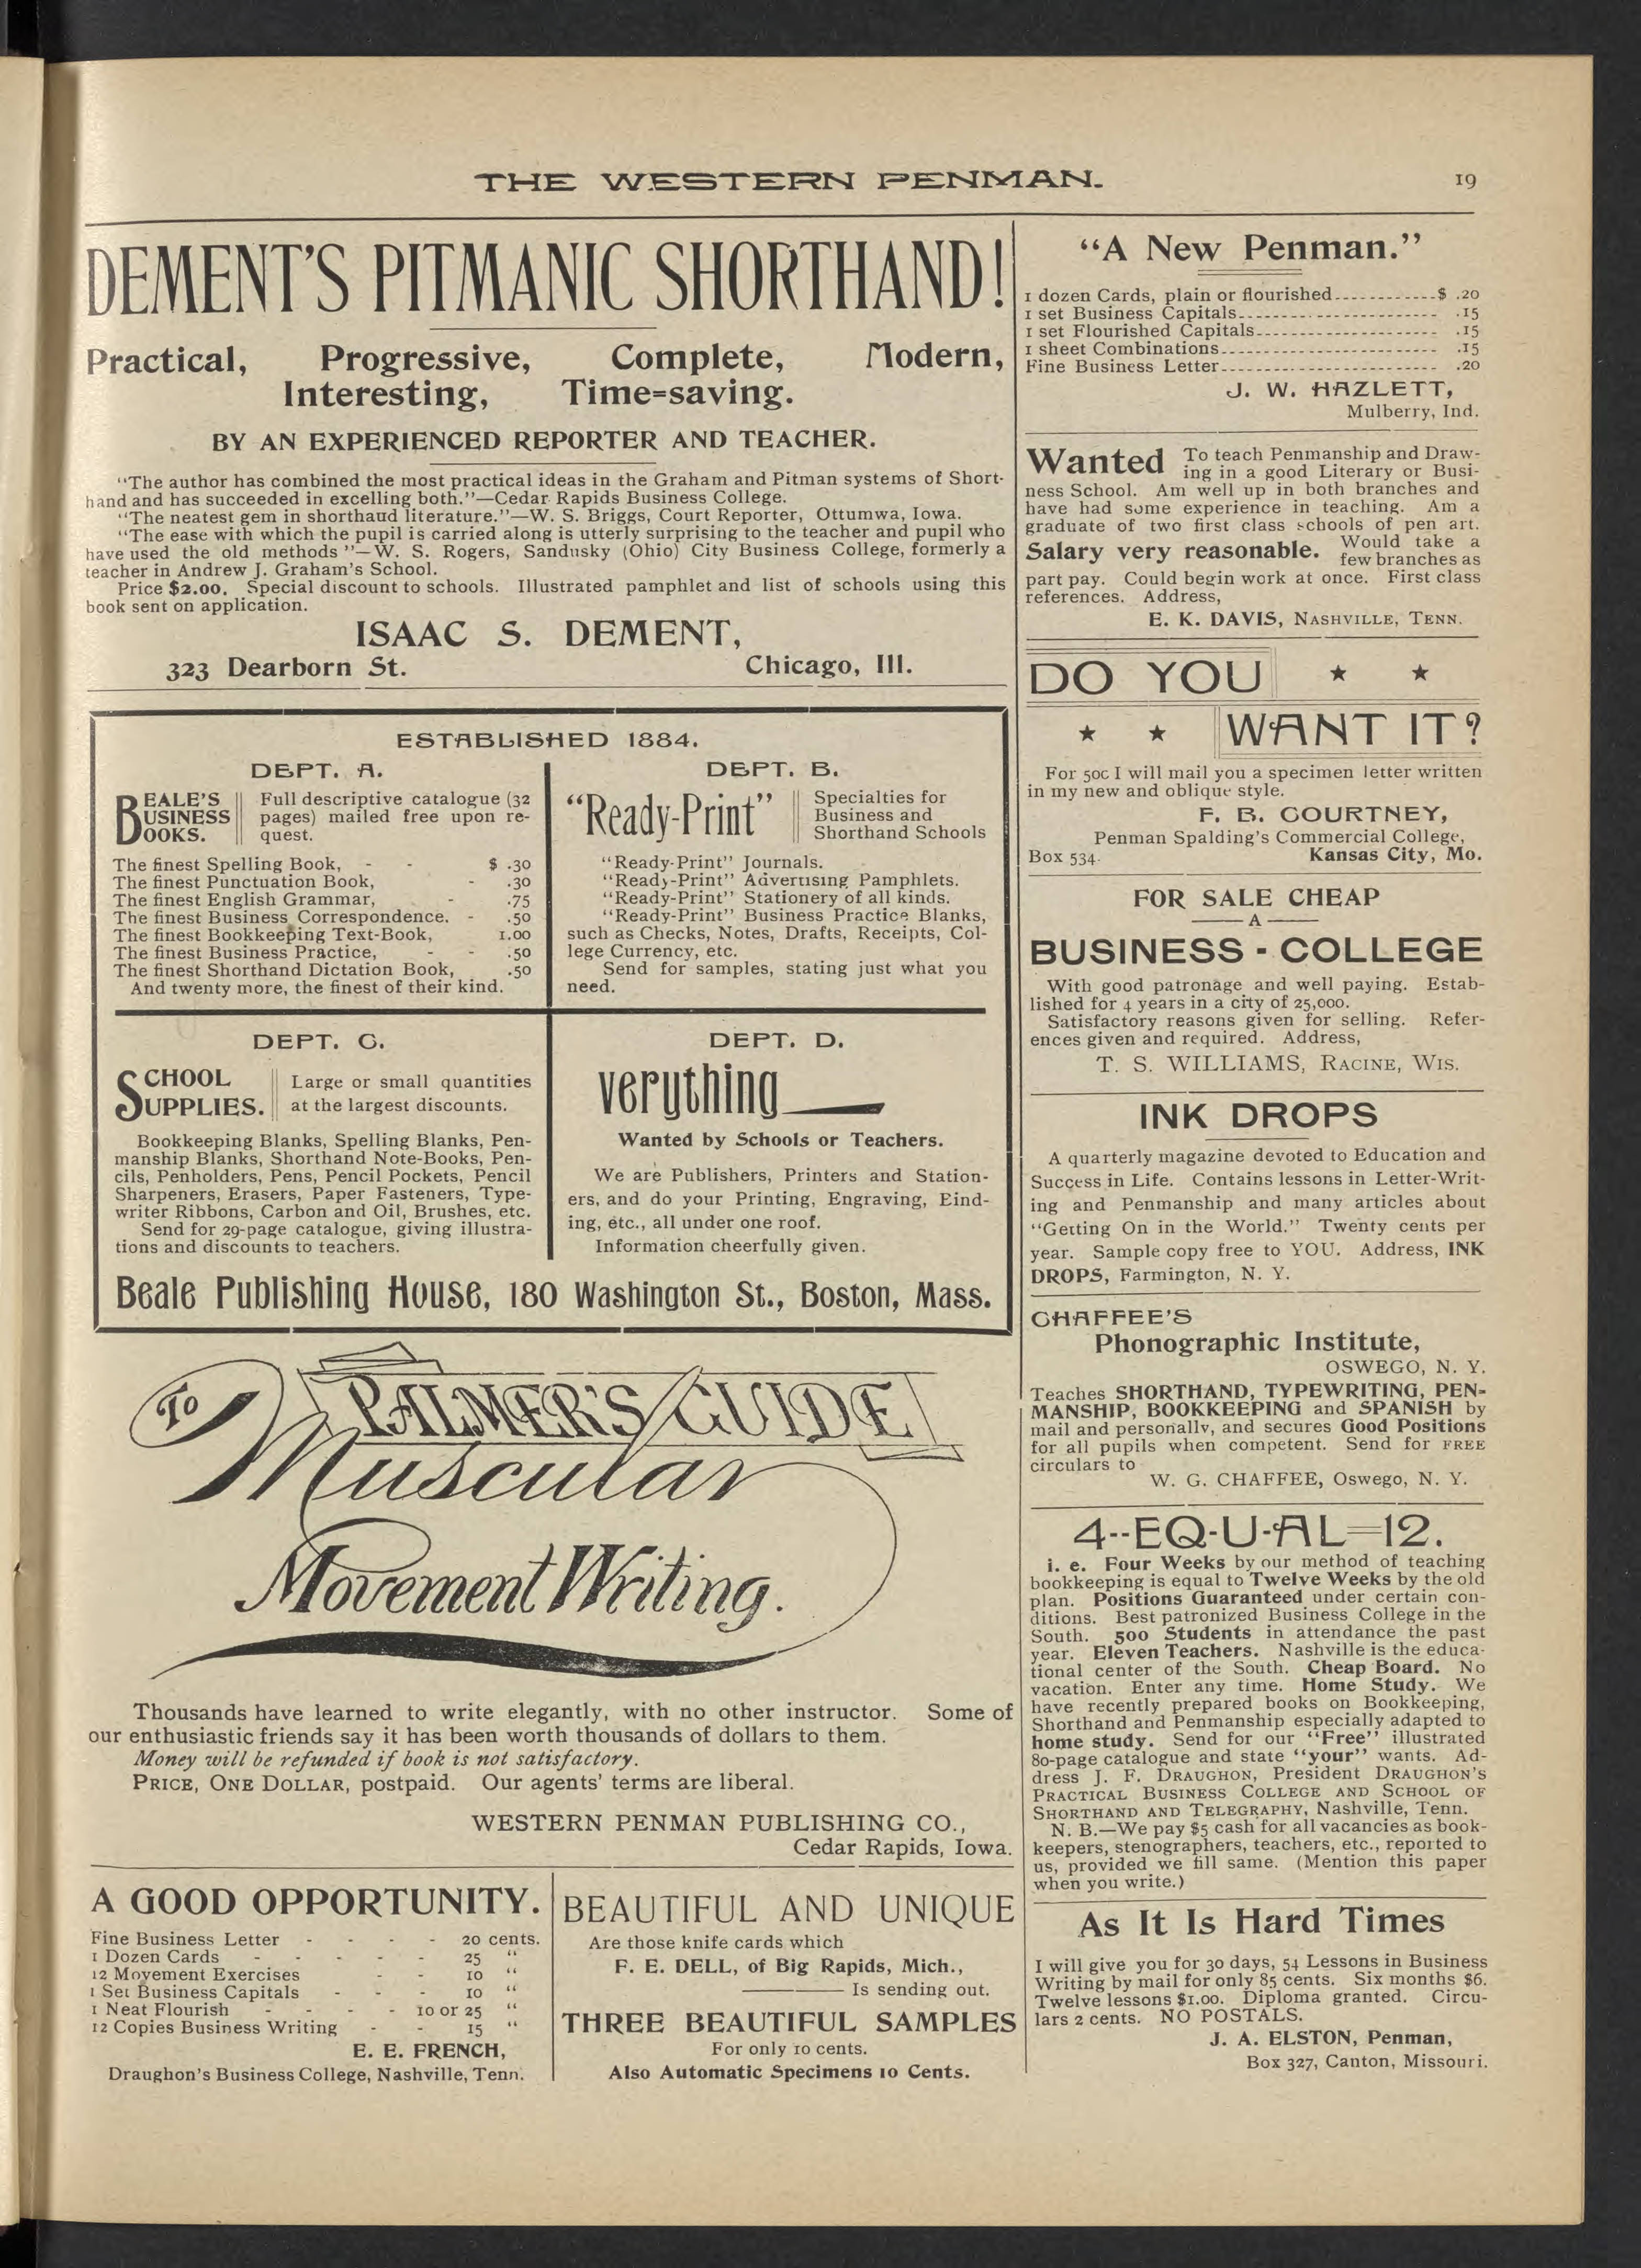 THE WESTERN PENMAN.
19
DEMENT'S PITMANIC SHORTHAND!
Practical, Progressive, Complete, Modern,
Interesting, Time=saving.
BY AN EXPERIENCED REPORTER AND TEACHER.
"The author has combined the most practical ideas in the Graham and Pitman systems of Short-
hand and has succeeded in excelling both."—Cedar Rapids Business College.
"The neatest gem in shorthaud literature."—W. S. Briggs, Court Reporter, Ottumwa, Iowa.
"The ease with which the pupil is carried along is utterly surprising to the teacher and pupil who
have used the old methods "—W. S. Rogers, Sandusky (Ohio) City Business College, formerly a
teacher in Andrew J. Graham's School.
Price $2.00. Special discount to schools. Illustrated pamphlet and list of schools using this
book sent on application.
ISAAC S. DEMENT,
323 Dearborn St. Chicago, Ill.
ESTABLISHED 1884.
DEPT. A.
BEALE'S
BUSINESS
BOOKS.
Full descriptive catalogue (32
pages) mailed free upon re-
quest.
The finest Spelling Book, - - $ .30
The finest Punctuation Book, - .30
The finest English Grammar, - .75
The finest Business Correspondence. - .50
The finest Bookkeeping Text-Book, 1.00
The finest Business Practice, - - .50
The finest Shorthand Dictation Book, .50
And twenty more, the finest of their kind.
DEPT. B.
"Ready-Print"
Specialties for
Business and
Shorthand Schools
"Ready-Print" Journals.
"Ready-Print" Advertising Pamphlets.
"Ready-Print" Stationery of all kinds.
"Ready-Print" Business Practice Blanks,
such as Checks, Notes, Drafts, Receipts, Col-
lege Currency, etc.
Send for samples, stating just what you
need.
DEPT. C.
SCHOOL
SUPPLIES.
Large or small quantities
at the largest discounts.
Bookkeeping Blanks, Spelling Blanks, Pen-
manship Blanks, Shorthand Note-Books, Pen-
cils, Penholders, Pens, Pencil Pockets, Pencil
Sharpeners, Erasers, Paper Fasteners, Type-
writer Ribbons, Carbon and Oil, Brushes, etc.
Send for 29-page catalogue, giving illustra-
tions and discounts to teachers.
DEPT. D.
verything
Wanted by Schools or Teachers.
We are Publishers, Printers and Station-
ers, and do your Printing, Engraving, Eind-
ing, etc., all under one roof.
Information cheerfully given.
Beale Publishing House, 180 Washington St., Boston, Mass.
PALMER'S GUIDE
TO
Muscular
Movement Writing.
Thousands have learned to write elegantly, with no other instructor. Some of
our enthusiastic friends say it has been worth thousands of dollars to them.
Money will be refunded if book is not satisfactory.
PRICE, ONE DOLLAR, postpaid. Our agents' terms are liberal.
WESTERN PENMAN PUBLISHING CO.,
Cedar Rapids, Iowa.
A GOOD OPPORTUNITY.
Fine Business Letter - - - - 20 cents.
1 Dozen Cards - - - - - 25 "
12 Movement Exercises - - 10 "
1 Set Business Capitals - - - 10 "
1 Neat Flourish - - - - 10 or 25 "
12 Copies Business Writing - - 15 "
E. E. FRENCH,
Draughon's Business College, Nashville, Tenn.
BEAUTIFUL AND UNIQUE
Are those knife cards which
F. E. DELL, of Big Rapids, Mich.,
Is sending out.
THREE BEAUTIFUL SAMPLES
For only 10 cents.
Also Automatic Specimens 10 Cents.
"A New Penman."
1 dozen Cards, plain or flourished $ .20
1 set Business Capitals .15
1 set Flourished Capitals .15
1 sheet Combinations .15
Fine Business Letter .20
J. W. HAZLETT,
Mulberry, Ind.
Wanted To teach Penmanship and Draw-
ing in a good Literary or Busi-
ness School. Am well up in both branches and
have had some experience in teaching. Am a
graduate of two first class schools of pen art.
Salary very reasonable. Would take a
few branches as
part pay. Could begin work at once. First class
references. Address,
E. K. DAVIS, NASHVILLE, TENN.
DO YOU ★ ★
★ ★ WANT IT?
For 50c I will mail you a specimen letter written
in my new and oblique style.
F. B. COURTNEY,
Penman Spalding's Commercial College,
Box 534. Kansas City, Mo.
FOR SALE CHEAP
A
BUSINESS - COLLEGE
With good patronage and well paying. Estab-
lished for 4 years in a city of 25,000.
Satisfactory reasons given for selling. Refer-
ences given and required. Address,
T. S. WILLIAMS, RACINE, WIS.
INK DROPS
A quarterly magazine devoted to Education and
Success in Life. Contains lessons in Letter-Writ-
ing and Penmanship and many articles about
"Getting On in the World." Twenty cents per
year. Sample copy free to YOU. Address, INK
DROPS, Farmington, N. Y.
CHAFFEE'S
Phonographic Institute,
OSWEGO, N. Y.
Teaches SHORTHAND, TYPEWRITING, PEN-
MANSHIP, BOOKKEEPING and SPANISH by
mail and personally, and secures Good Positions
for all pupils when competent. Send for FREE
circulars to
W. G. CHAFFEE, Oswego, N. Y.
4--EQ-U-AL=12.
i. e. Four Weeks by our method of teaching
bookkeeping is equal to Twelve Weeks by the old
plan. Positions Guaranteed under certain con-
ditions. Best patronized Business College in the
South. 500 Students in attendance the past
year. Eleven Teachers. Nashville is the educa-
tional center of the South. Cheap Board. No
vacation. Enter any time. Home Study. We
have recently prepared books on Bookkeeping,
Shorthand and Penmanship especially adapted to
home study. Send for our "Free" illustrated
80-page catalogue and state "your" wants. Ad-
dress J. F. DRAUGHON, President DRAUGHON'S
PRACTICAL BUSINESS COLLEGE AND SCHOOL OF
SHORTHAND AND TELEGRAPHY, Nashville, Tenn.
N. B.—We pay $5 cash for all vacancies as book-
keepers, stenographers, teachers, etc., reported to
us, provided we fill same. (Mention this paper
when you write.)
As It Is Hard Times
I will give you for 30 days, 54 Lessons in Business
Writing by mail for only 85 cents. Six months $6.
Twelve lessons $1.00. Diploma granted. Circu-
lars 2 cents. NO POSTALS.
J. A. ELSTON, Penman,
Box 327, Canton, Missouri.